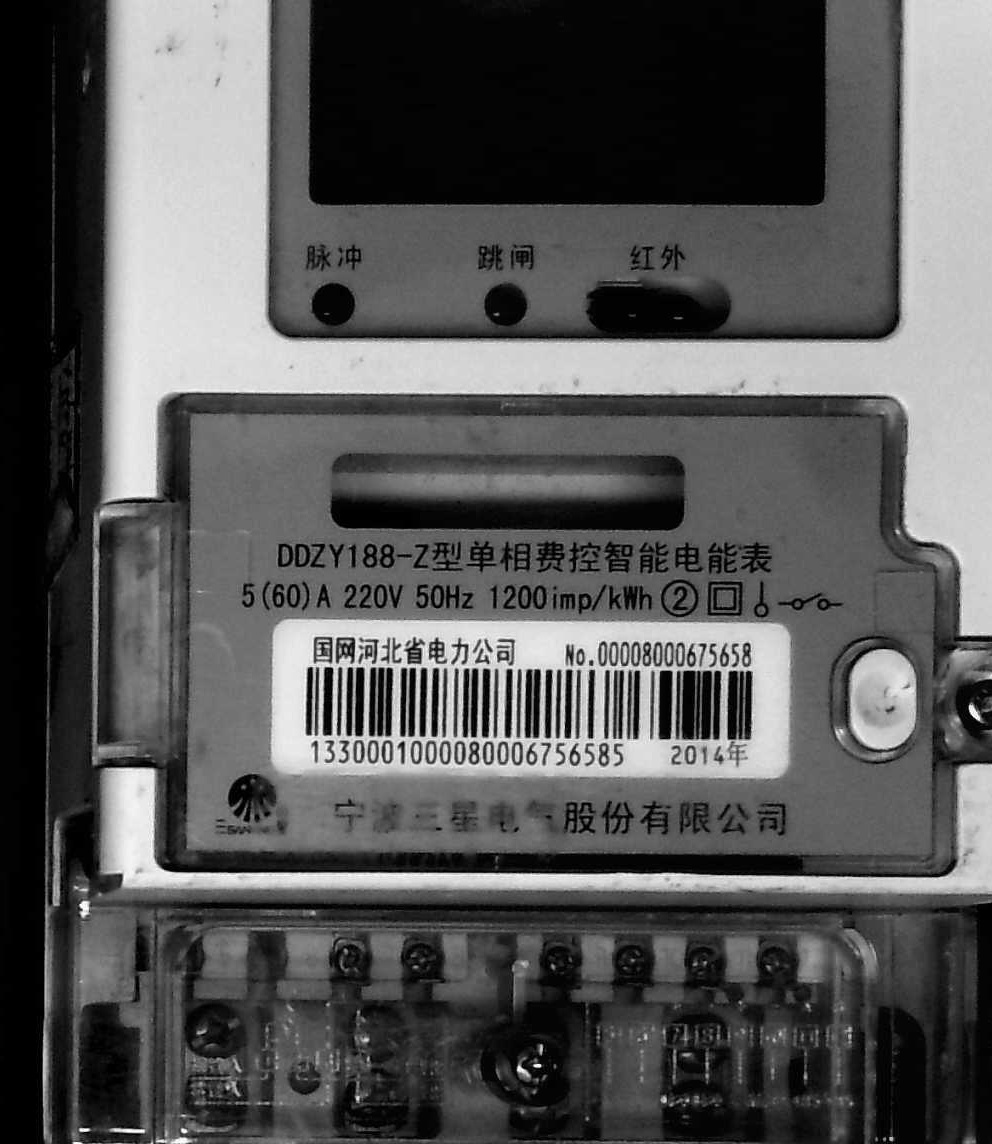 脉冲 跳闸 红外
DDZY188-Z型单相费控智能电能表
5(60)A 220V 50Hz 1200imp/kWh ②
国网河北省电力公司 No.00008000675658
1330001000080006756585 2014年
宁波三星电气股份有限公司